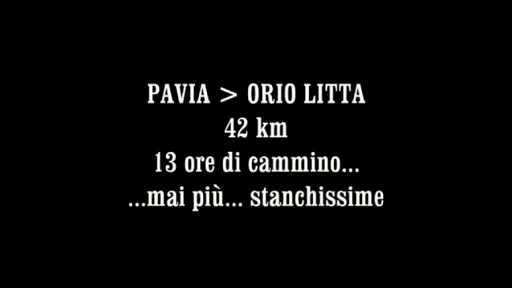 PAVIA > ORIO LITTA
42 km
13 ore di cammino...
...mai più... stanchissime